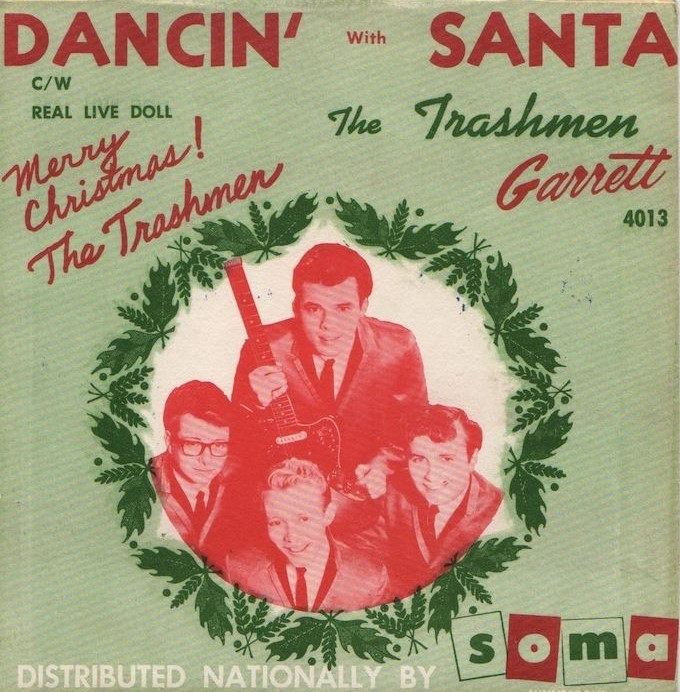 DANCIN' With SANTA
C/W
REAL LIVE DOLL
The Trashmen
Merry
Christmas!
The Trashmen
Garrett
4013
DISTRIBUTED NATIONALLY BY soma